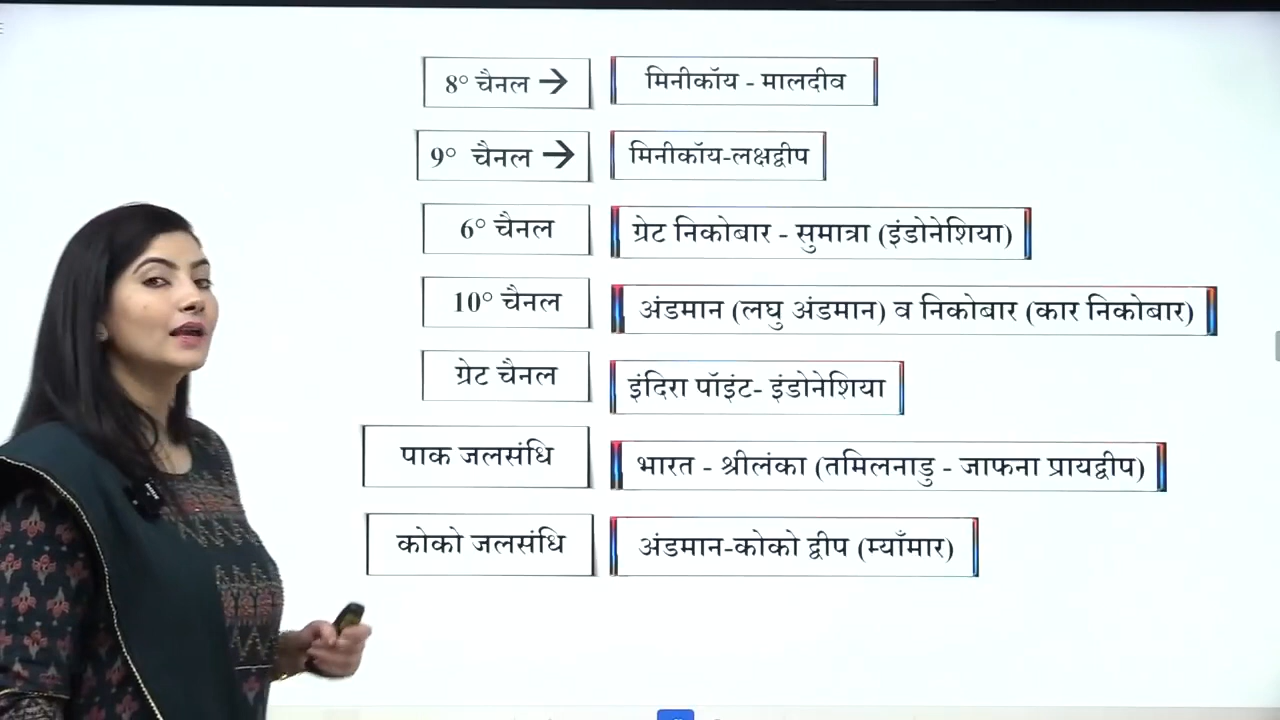 8° चैनल →
मिनीकॉय - मालदीव
9° चैनल →
मिनीकॉय-लक्षद्वीप
6° चैनल
ग्रेट निकोबार - सुमात्रा (इंडोनेशिया)
10° चैनल
अंडमान (लघु अंडमान) व निकोबार (कार निकोबार)
ग्रेट चैनल
इंदिरा पॉइंट- इंडोनेशिया
पाक जलसंधि
भारत - श्रीलंका (तमिलनाडु - जाफना प्रायद्वीप)
कोको जलसंधि
अंडमान-कोको द्वीप (म्याँमार)